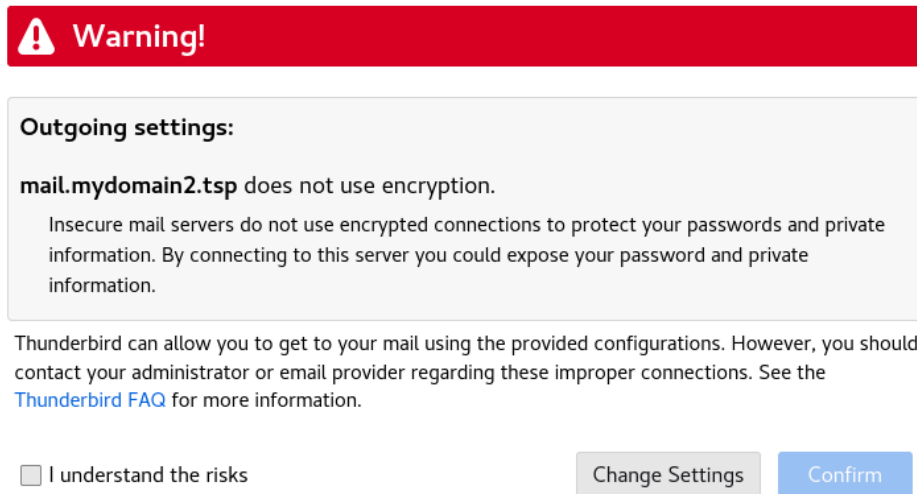 Warning!
Outgoing settings:
mail.mydomain2.tsp does not use encryption.
Insecure mail servers do not use encrypted connections to protect your passwords and private
information. By connecting to this server you could expose your password and private
information.
Thunderbird can allow you to get to your mail using the provided configurations. However, you should
contact your administrator or email provider regarding these improper connections. See the
Thunderbird FAQ for more information.
I understand the risks
Change Settings
Confirm